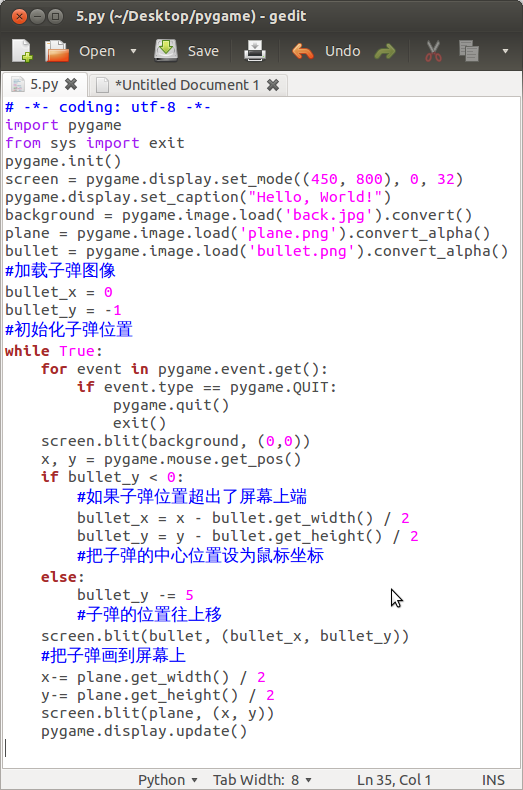 5.py (~/Desktop/pygame) - gedit
Open Save Undo
5.py *Untitled Document 1
# -*- coding: utf-8 -*-
import pygame
from sys import exit
pygame.init()
screen = pygame.display.set_mode((450, 800), 0, 32)
pygame.display.set_caption("Hello, World!")
background = pygame.image.load('back.jpg').convert()
plane = pygame.image.load('plane.png').convert_alpha()
bullet = pygame.image.load('bullet.png').convert_alpha()
#加载子弹图像
bullet_x = 0
bullet_y = -1
#初始化子弹位置
while True:
    for event in pygame.event.get():
        if event.type == pygame.QUIT:
            pygame.quit()
            exit()
    screen.blit(background, (0,0))
    x, y = pygame.mouse.get_pos()
    if bullet_y < 0:
        #如果子弹位置超出了屏幕上端
        bullet_x = x - bullet.get_width() / 2
        bullet_y = y - bullet.get_height() / 2
        #把子弹的中心位置设为鼠标坐标
    else:
        bullet_y -= 5
        #子弹的位置往上移
    screen.blit(bullet, (bullet_x, bullet_y))
    #把子弹画到屏幕上
    x-= plane.get_width() / 2
    y-= plane.get_height() / 2
    screen.blit(plane, (x, y))
    pygame.display.update()
Python Tab Width: 8 Ln 35, Col 1 INS